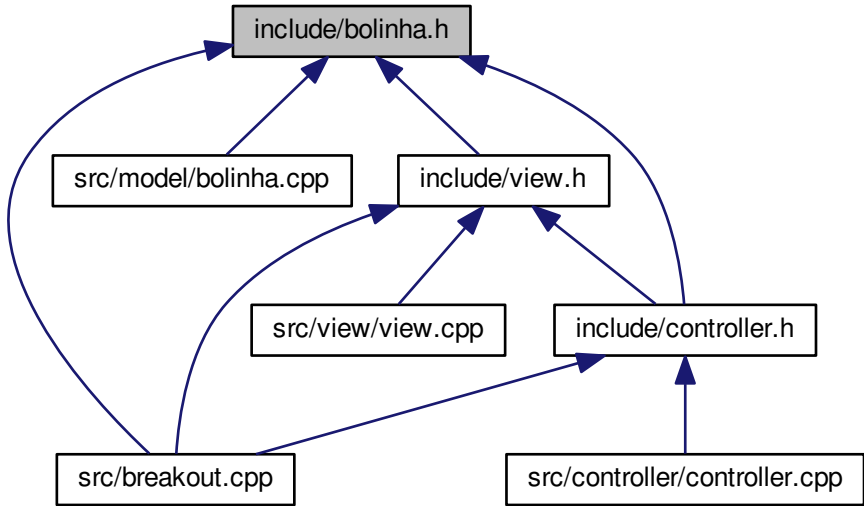 include/bolinha.h
src/model/bolinha.cpp
include/view.h
src/view/view.cpp
include/controller.h
src/breakout.cpp
src/controller/controller.cpp